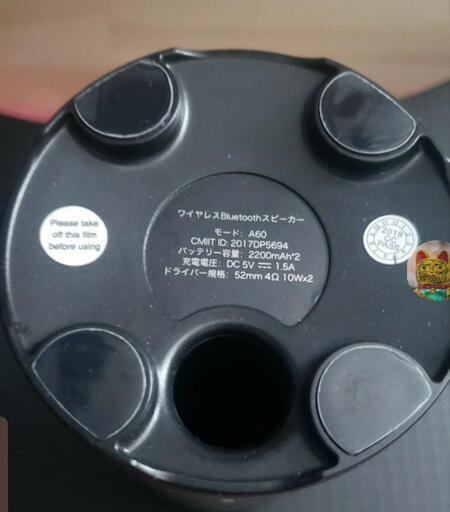 ワイヤレスBluetoothスピーカー
モード: A60
CMIIT ID: 2017DP5694
バッテリー容量: 2200mAh*2
充電電圧: DC 5V ⎓ 1.5A
ドライバー規格: 52mm 4Ω 10Wx2
Please take
off this film
before using
2018
QC
PASS